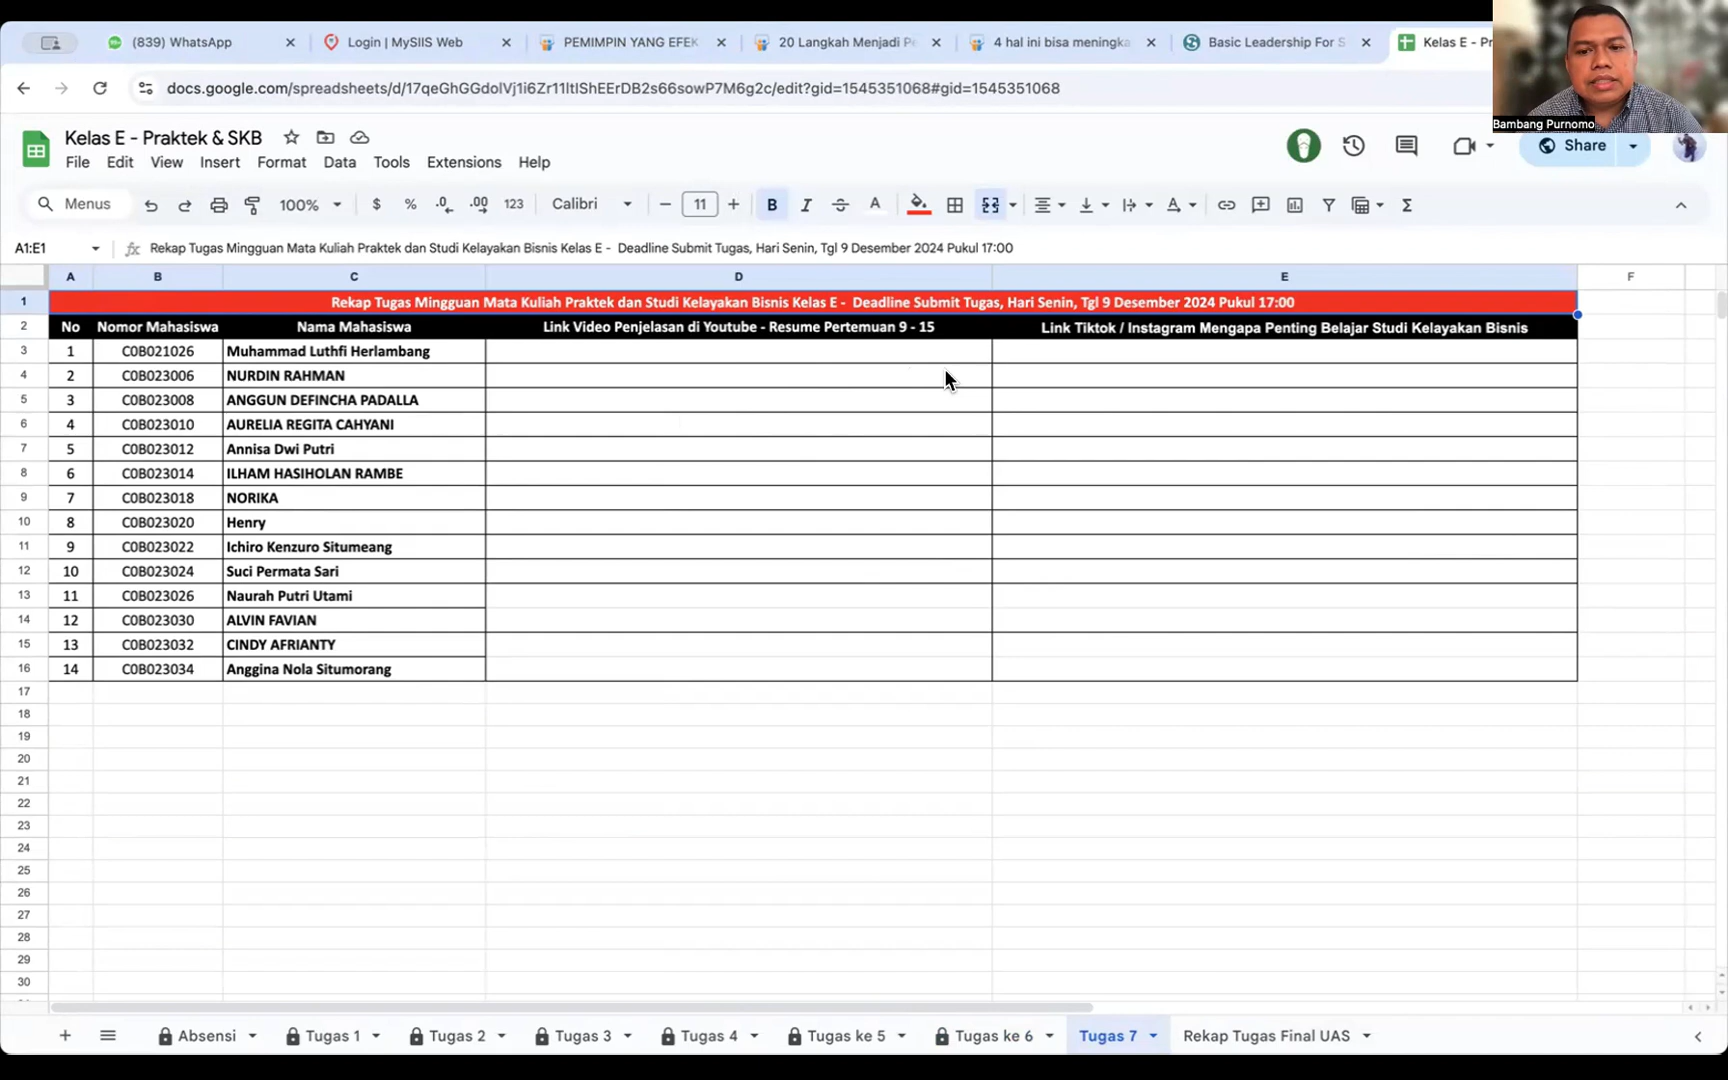 (839) WhatsApp
Login | MySIIS Web
PEMIMPIN YANG EFEK
20 Langkah Menjadi Pe
4 hal ini bisa meningka
Basic Leadership For S
Kelas E - Pr
docs.google.com/spreadsheets/d/17qeGhGGdolVj1i6Zr11ltIShEErDB2s66sowP7M6g2c/edit?gid=1545351068#gid=1545351068
Bambang Purnomo
Kelas E - Praktek & SKB
File Edit View Insert Format Data Tools Extensions Help
Share
Menus 100% $ % .0 .00 123 Calibri 11 B I
A1:E1 fx Rekap Tugas Mingguan Mata Kuliah Praktek dan Studi Kelayakan Bisnis Kelas E - Deadline Submit Tugas, Hari Senin, Tgl 9 Desember 2024 Pukul 17:00
A B C D E F
1 Rekap Tugas Mingguan Mata Kuliah Praktek dan Studi Kelayakan Bisnis Kelas E - Deadline Submit Tugas, Hari Senin, Tgl 9 Desember 2024 Pukul 17:00
2 No Nomor Mahasiswa Nama Mahasiswa Link Video Penjelasan di Youtube - Resume Pertemuan 9 - 15 Link Tiktok / Instagram Mengapa Penting Belajar Studi Kelayakan Bisnis
3 1 C0B021026 Muhammad Luthfi Herlambang
4 2 C0B023006 NURDIN RAHMAN
5 3 C0B023008 ANGGUN DEFINCHA PADALLA
6 4 C0B023010 AURELIA REGITA CAHYANI
7 5 C0B023012 Annisa Dwi Putri
8 6 C0B023014 ILHAM HASIHOLAN RAMBE
9 7 C0B023018 NORIKA
10 8 C0B023020 Henry
11 9 C0B023022 Ichiro Kenzuro Situmeang
12 10 C0B023024 Suci Permata Sari
13 11 C0B023026 Naurah Putri Utami
14 12 C0B023030 ALVIN FAVIAN
15 13 C0B023032 CINDY AFRIANTY
16 14 C0B023034 Anggina Nola Situmorang
17
18
19
20
21
22
23
24
25
26
27
28
29
30
Absensi Tugas 1 Tugas 2 Tugas 3 Tugas 4 Tugas ke 5 Tugas ke 6 Tugas 7 Rekap Tugas Final UAS